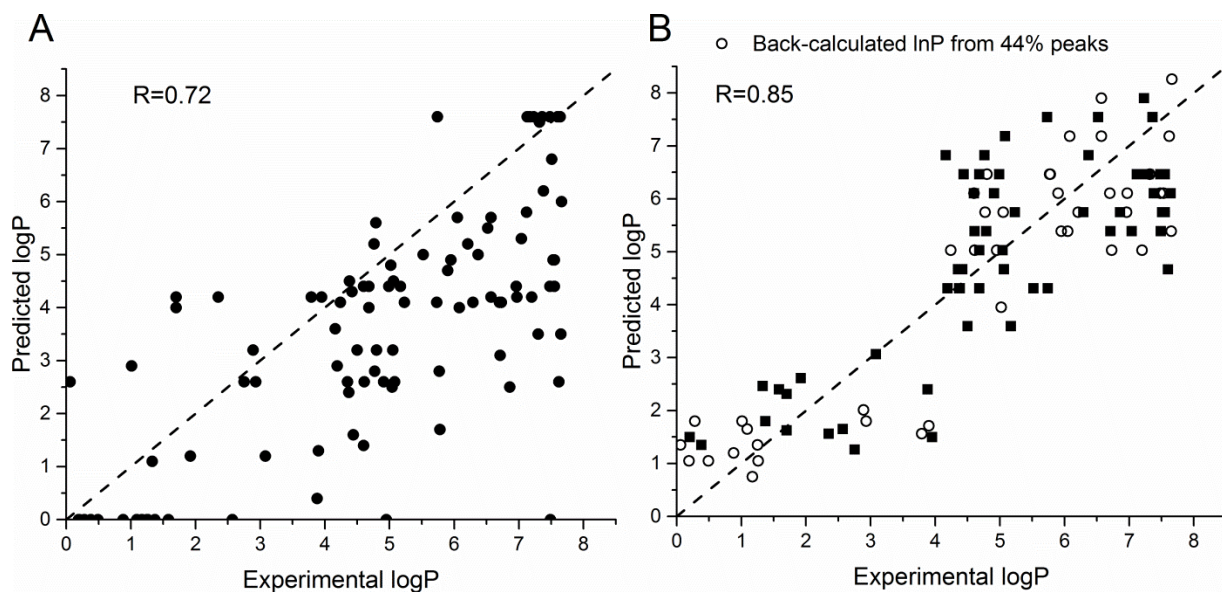 A
B
Back-calculated lnP from 44% peaks
R=0.72
R=0.85
8
7
6
5
4
3
2
1
0
Predicted logP
0 1 2 3 4 5 6 7 8
Experimental logP
8
7
6
5
4
3
2
1
0
Predicted logP
0 1 2 3 4 5 6 7 8
Experimental logP